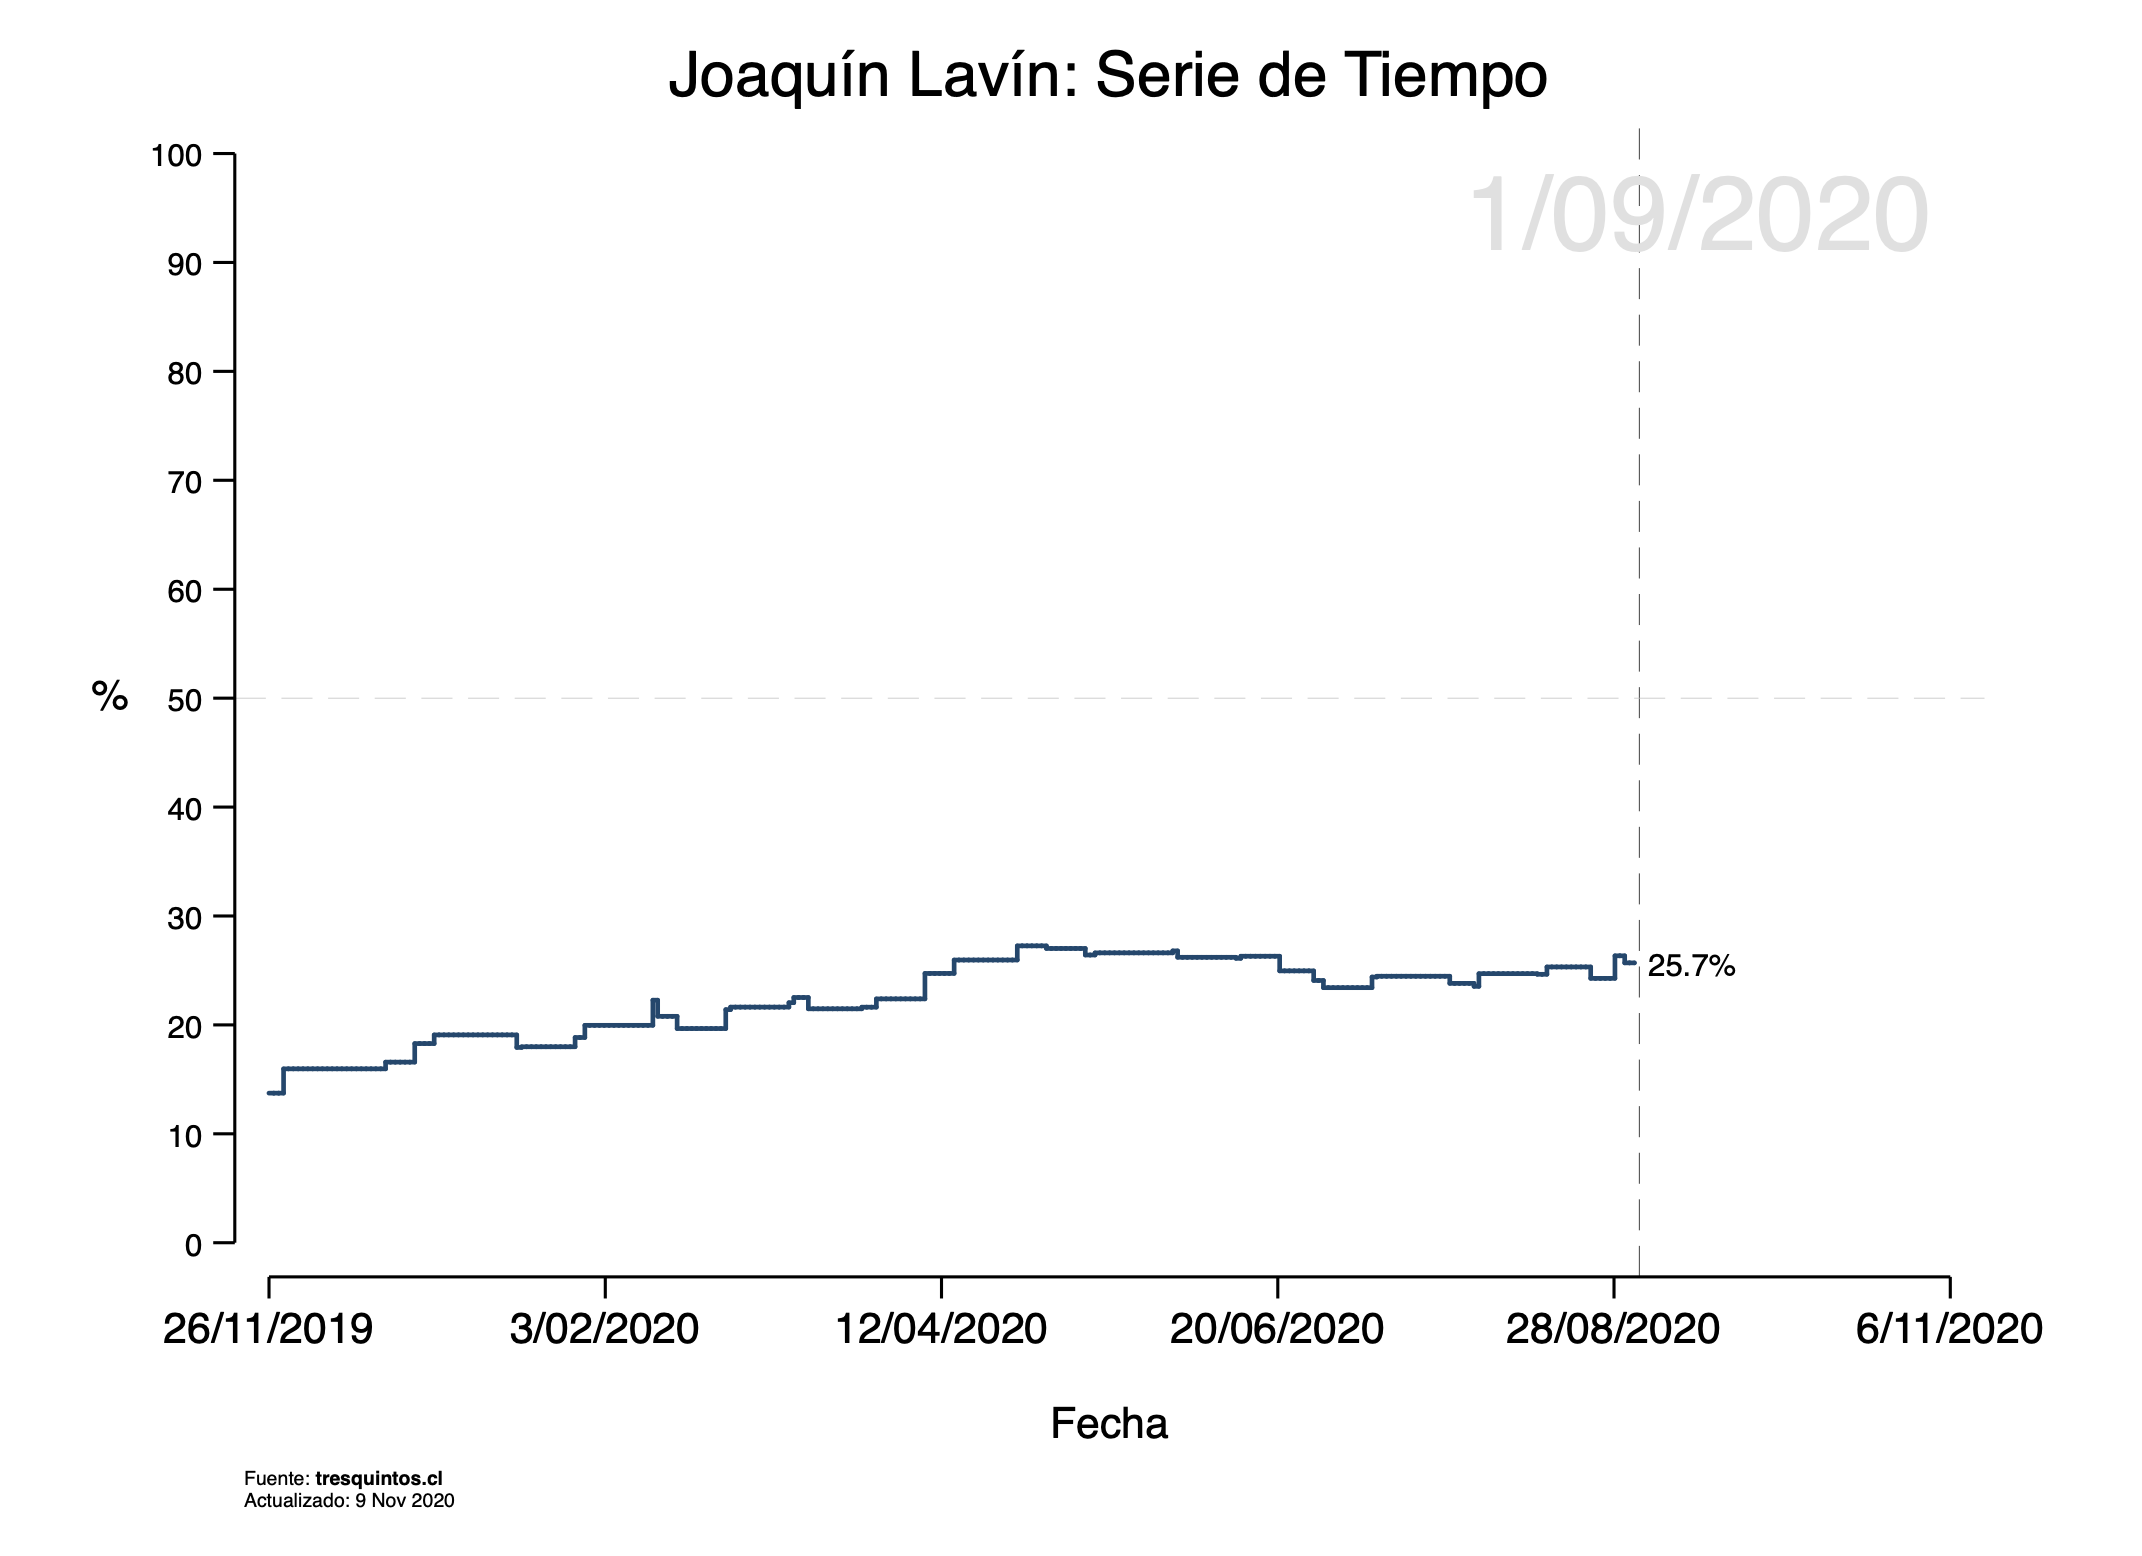 Joaquín Lavín: Serie de Tiempo
1/09/2020
100
90
80
70
60
50
40
30
20
10
0
%
25.7%
26/11/2019 3/02/2020 12/04/2020 20/06/2020 28/08/2020 6/11/2020
Fecha
Fuente: tresquintos.cl
Actualizado: 9 Nov 2020